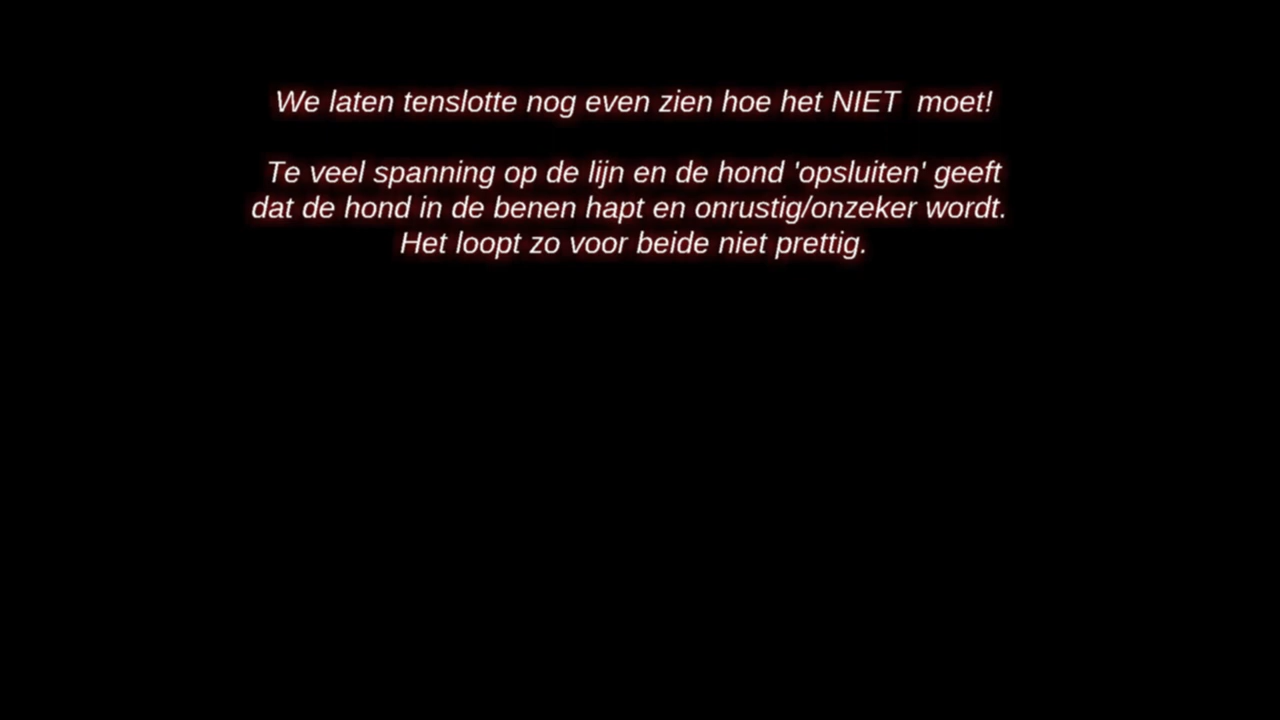 We laten tenslotte nog even zien hoe het NIET  moet!
Te veel spanning op de lijn en de hond 'opsluiten' geeft
dat de hond in de benen hapt en onrustig/onzeker wordt.
Het loopt zo voor beide niet prettig.